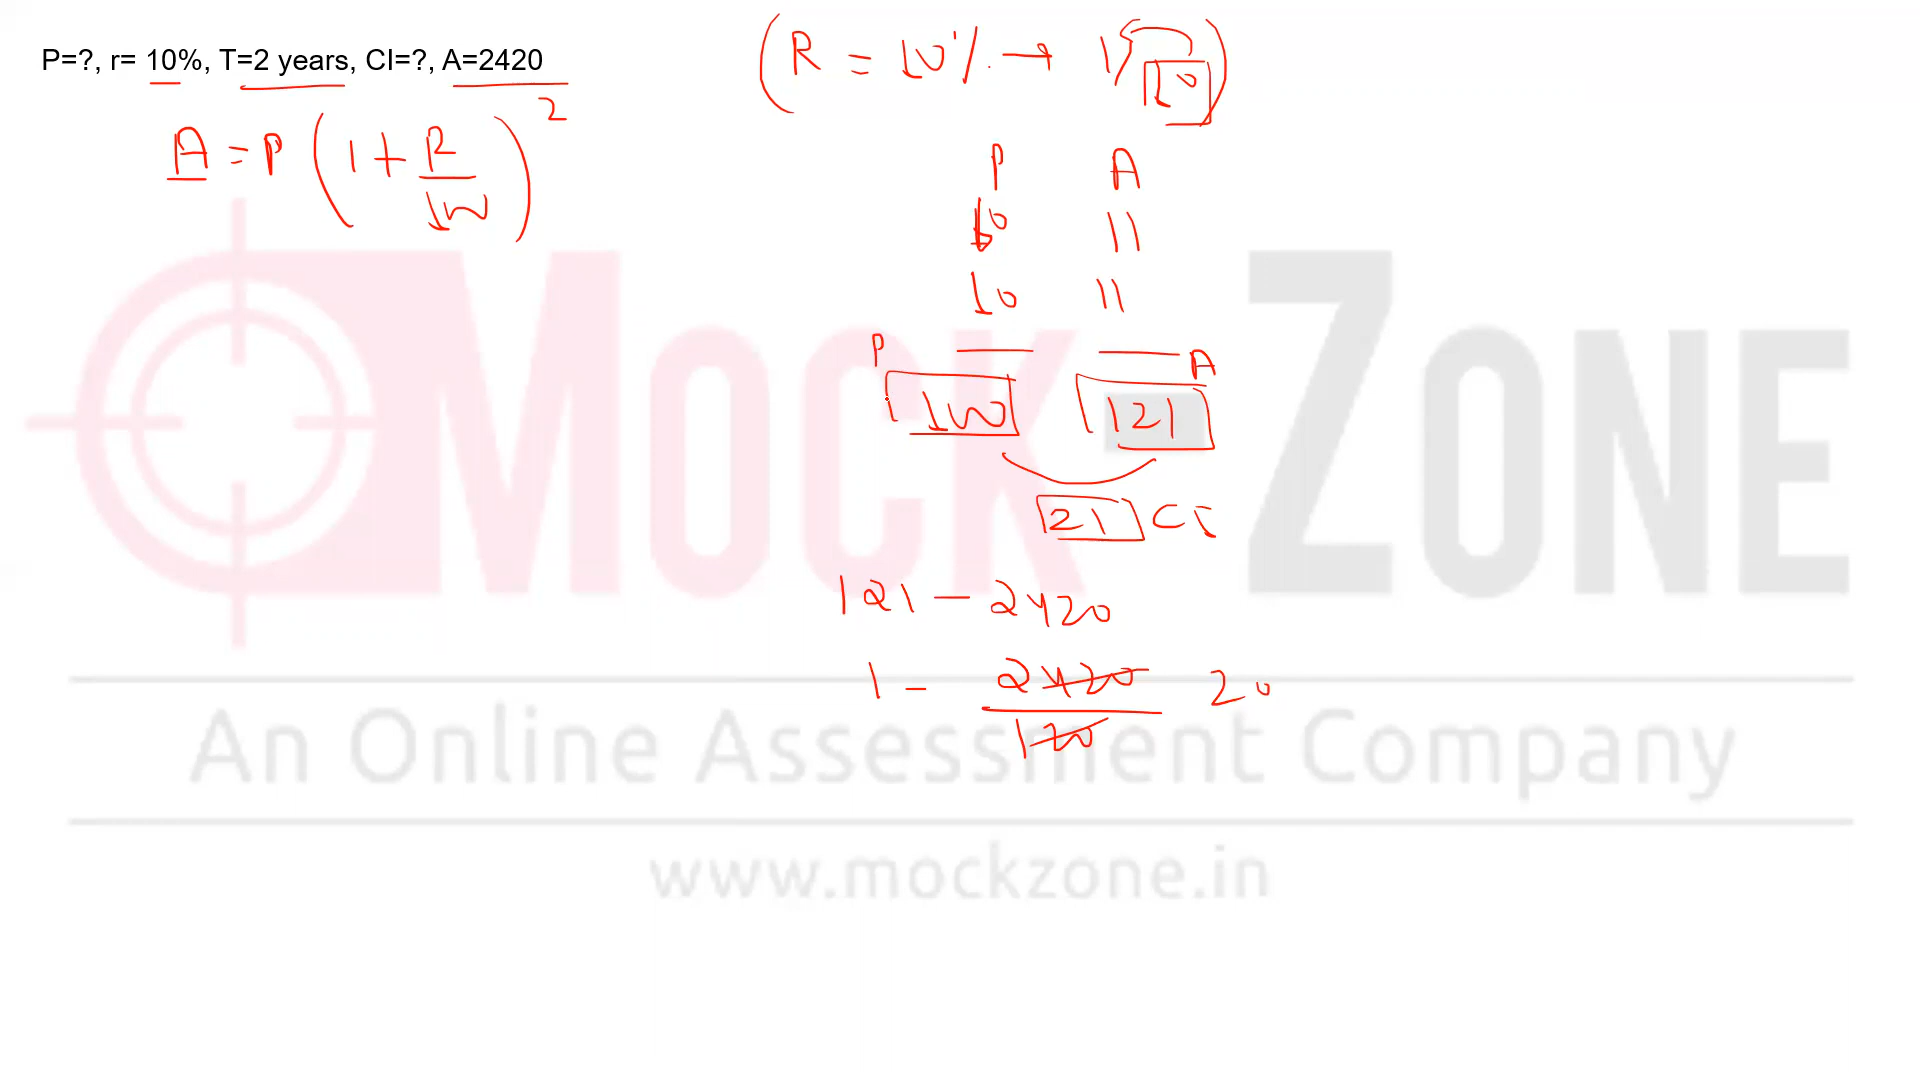 P=?, r= 10%, T=2 years, CI=?, A=2420
A = P (1 + R/100)^2
(R = 10% → 1/10)
P A
10 11
10 11
P A
100 121
21 CI
121 - 2420
1 - 2420/120 20
MOCK ZONE
An Online Assessment Company
www.mockzone.in